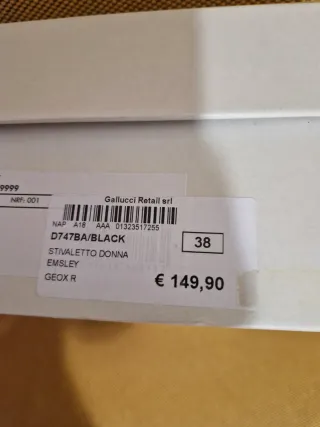 9999
NRF: 001
Gallucci Retail srl
NAP A18 AAA 01323517255
D747BA/BLACK
38
STIVALETTO DONNA
EMSLEY
GEOX R
€ 149,90